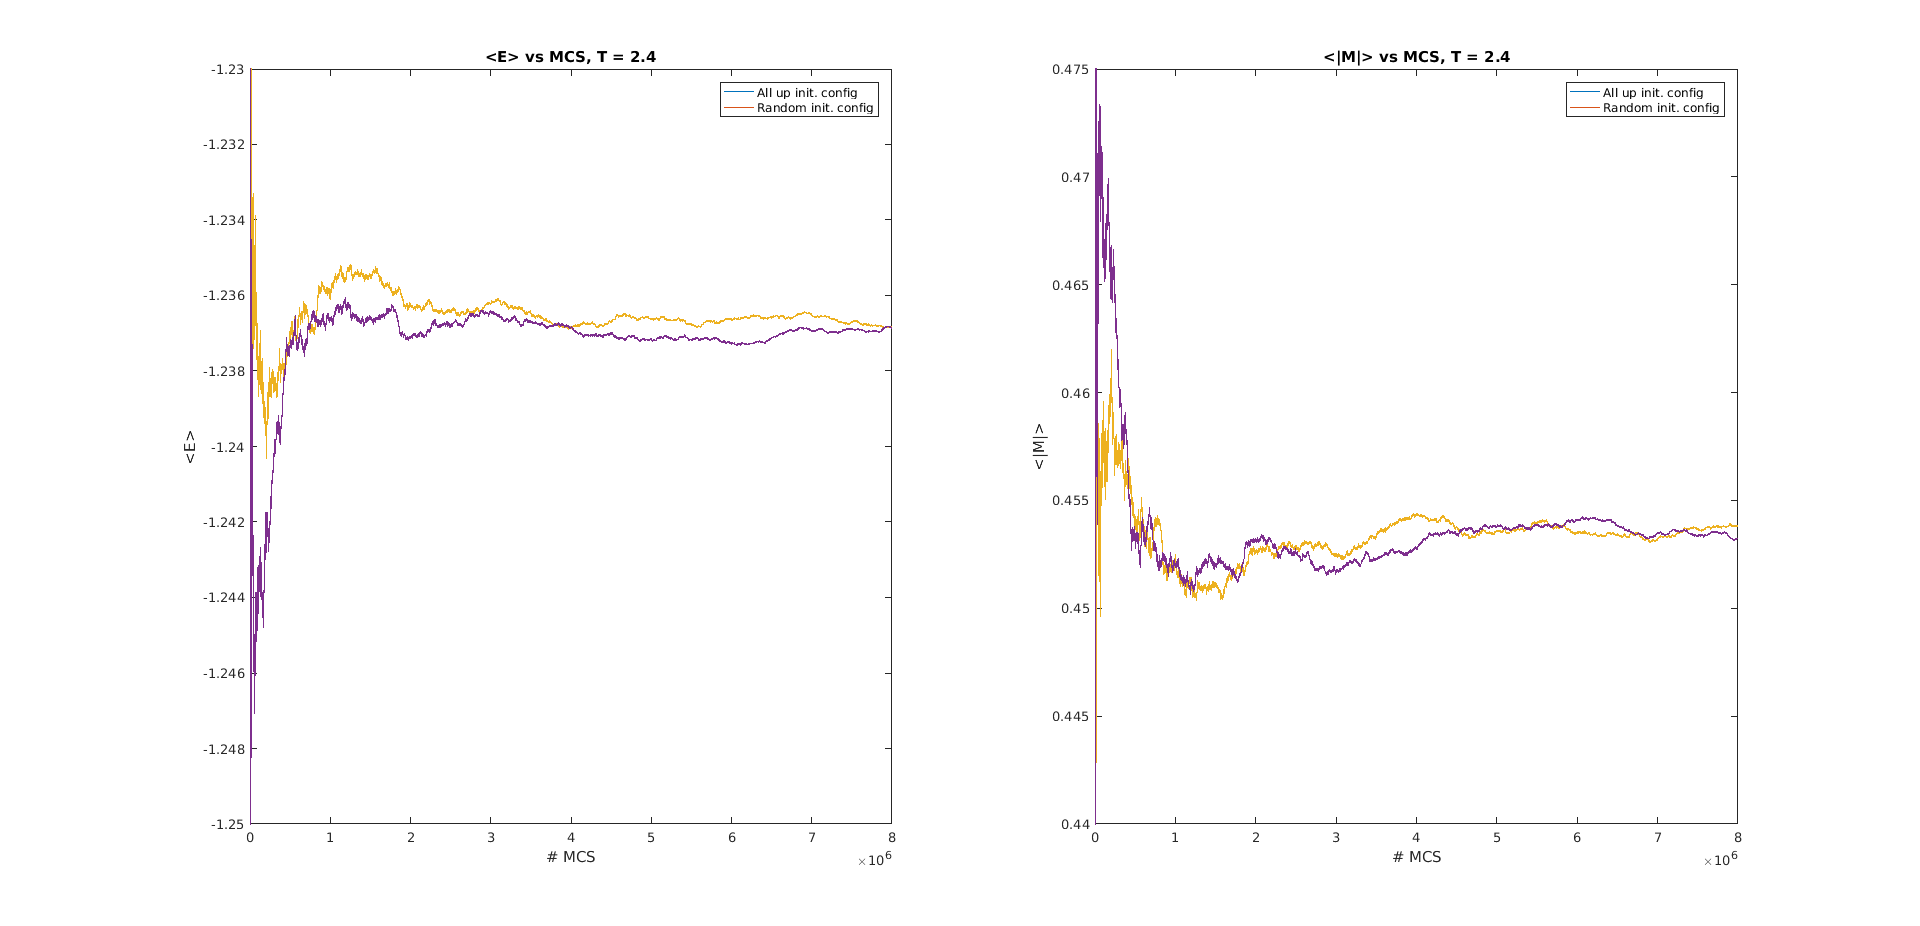 <E> vs MCS, T = 2.4
-1.23
-1.232
-1.234
-1.236
-1.238
-1.24
-1.242
-1.244
-1.246
-1.248
-1.25
<E>
All up init. config
Random init. config
0 1 2 3 4 5 6 7 8
# MCS
×10⁶
<|M|> vs MCS, T = 2.4
0.475
0.47
0.465
0.46
0.455
0.45
0.445
0.44
<|M|>
All up init. config
Random init. config
0 1 2 3 4 5 6 7 8
# MCS
×10⁶